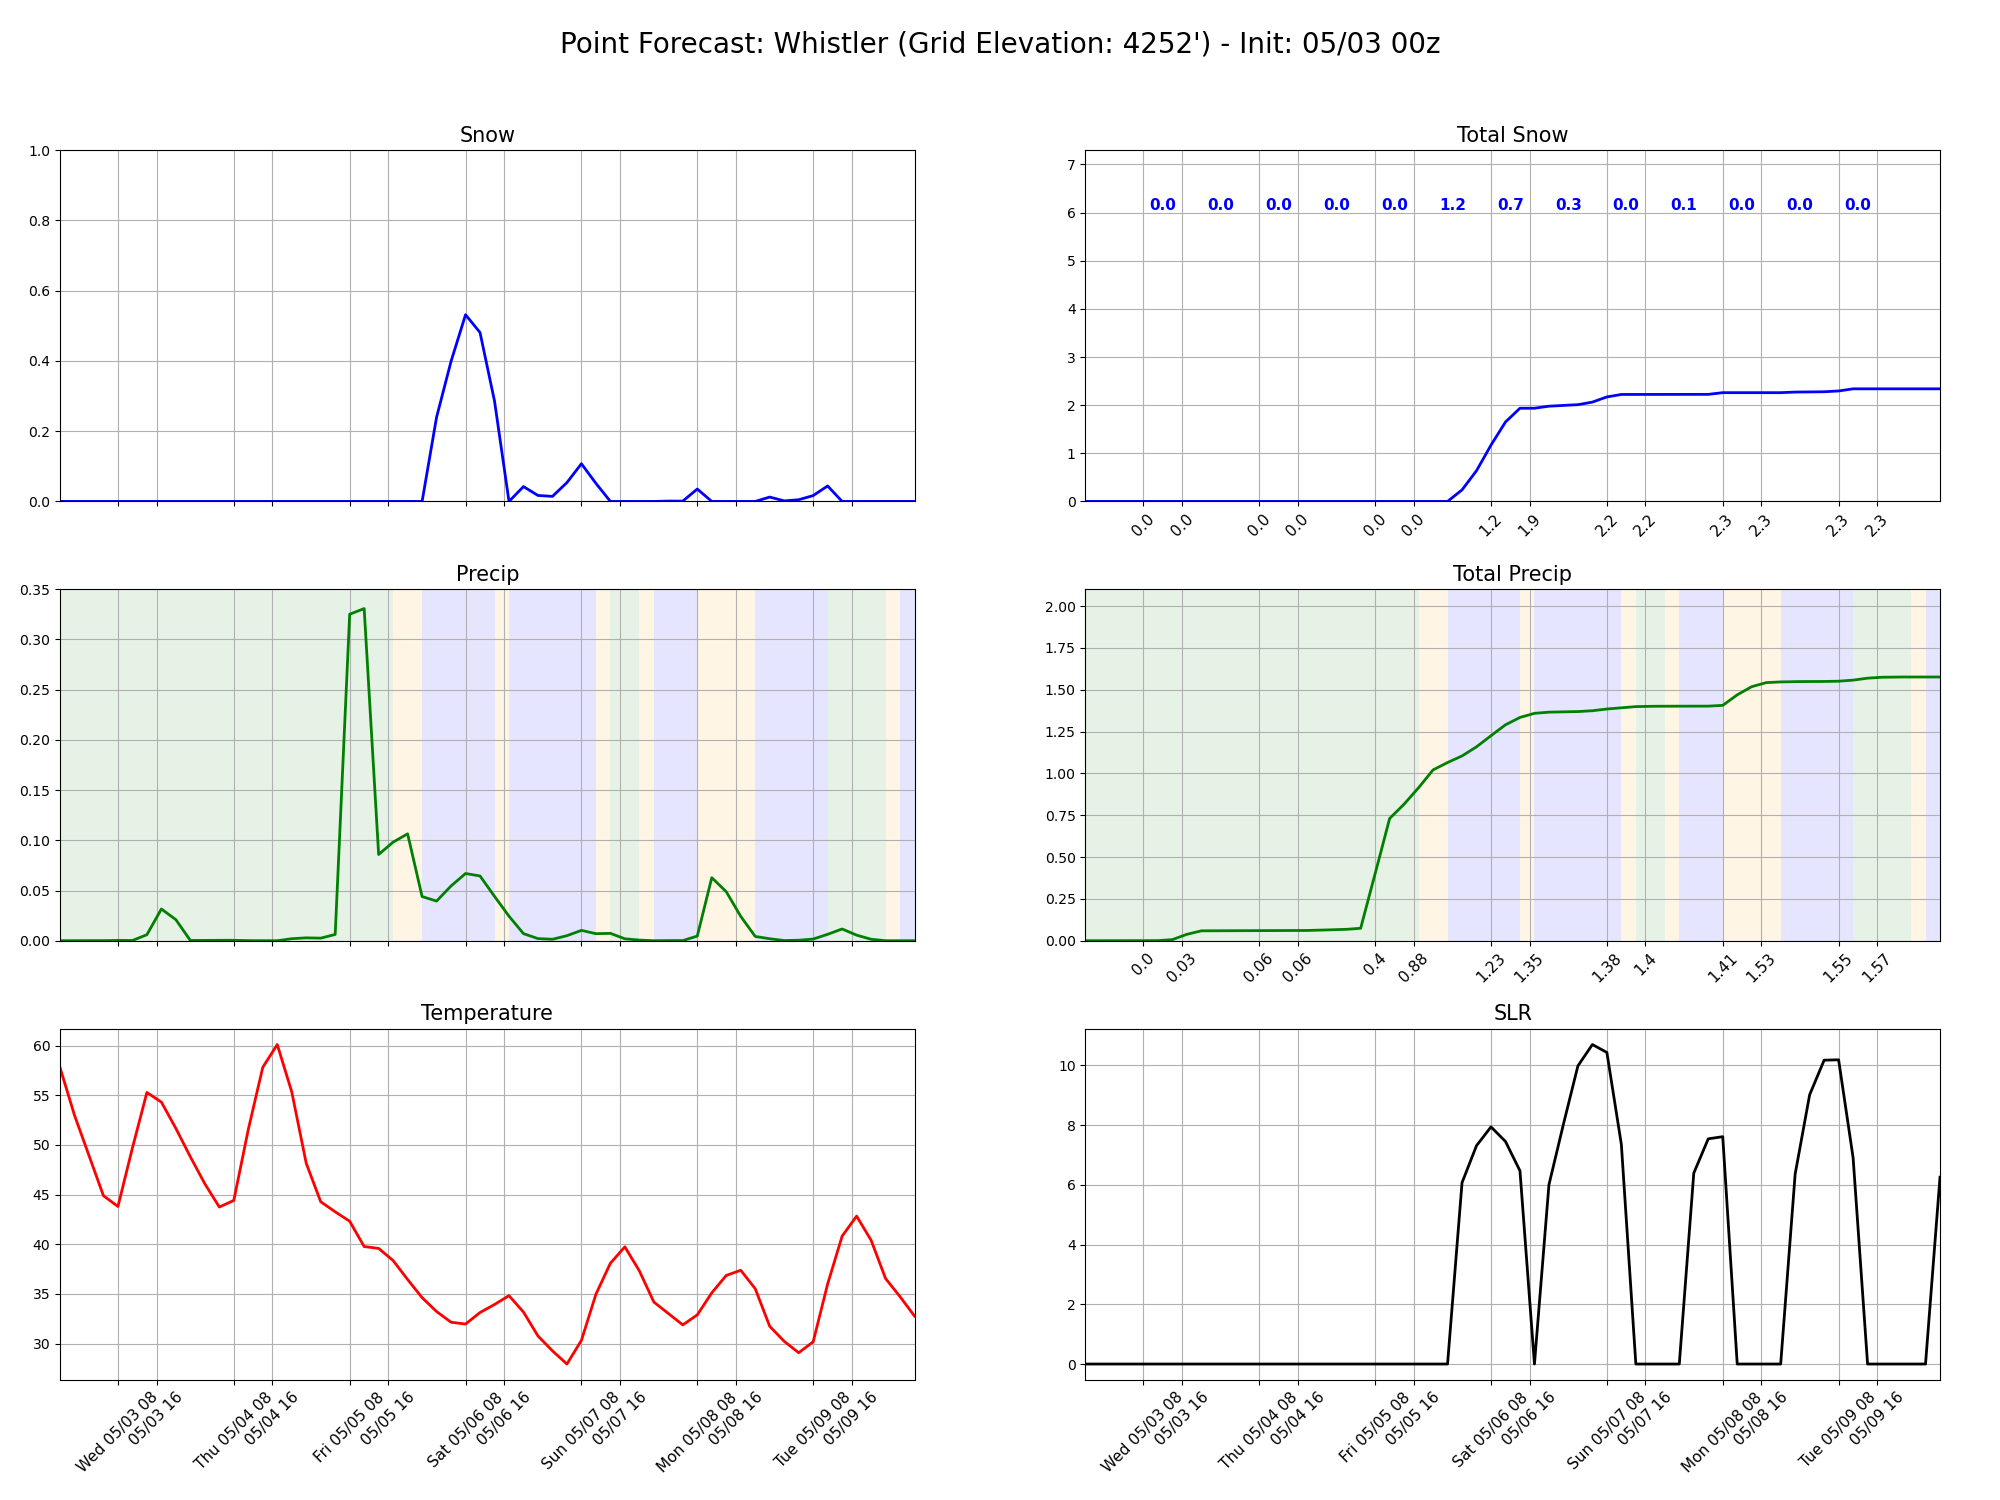 Point Forecast: Whistler (Grid Elevation: 4252') - Init: 05/03 00z
Snow
1.0
0.8
0.6
0.4
0.2
0.0
Total Snow
7
6
5
4
3
2
1
0
0.0 0.0 0.0 0.0 0.0 1.2 0.7 0.3 0.0 0.1 0.0 0.0 0.0
0.0 0.0 0.0 0.0 0.0 0.0 1.2 1.9 2.2 2.2 2.3 2.3 2.3 2.3
Precip
0.35
0.30
0.25
0.20
0.15
0.10
0.05
0.00
Total Precip
2.00
1.75
1.50
1.25
1.00
0.75
0.50
0.25
0.00
0.0 0.03 0.06 0.06 0.4 0.88 1.23 1.35 1.38 1.4 1.41 1.53 1.55 1.57
Temperature
60
55
50
45
40
35
30
Wed 05/03 08
05/03 16
Thu 05/04 08
05/04 16
Fri 05/05 08
05/05 16
Sat 05/06 08
05/06 16
Sun 05/07 08
05/07 16
Mon 05/08 08
05/08 16
Tue 05/09 08
05/09 16
SLR
10
8
6
4
2
0
Wed 05/03 08
05/03 16
Thu 05/04 08
05/04 16
Fri 05/05 08
05/05 16
Sat 05/06 08
05/06 16
Sun 05/07 08
05/07 16
Mon 05/08 08
05/08 16
Tue 05/09 08
05/09 16